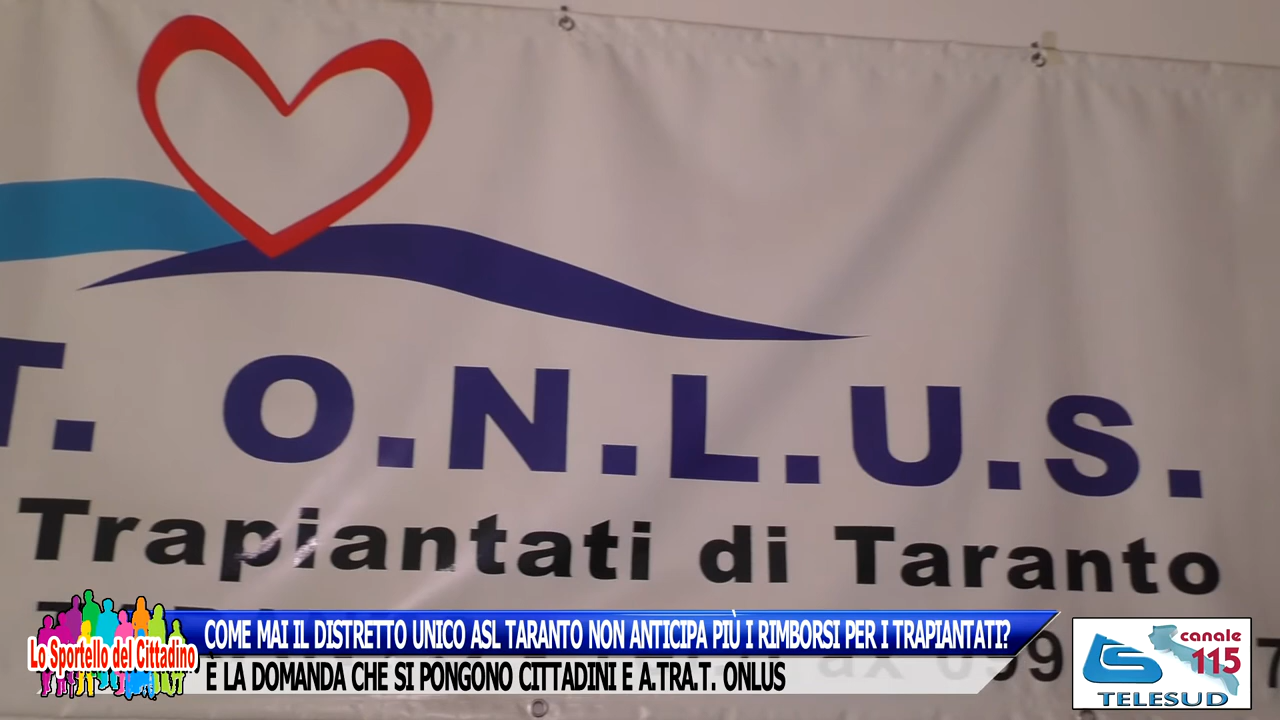 T. O.N.L.U.S.
Trapiantati di Taranto
Lo Sportello del Cittadino
COME MAI IL DISTRETTO UNICO ASL TARANTO NON ANTICIPA PIÙ I RIMBORSI PER I TRAPIANTATI?
È LA DOMANDA CHE SI PONGONO CITTADINI E A.TRA.T. ONLUS
canale
115
TELESUD